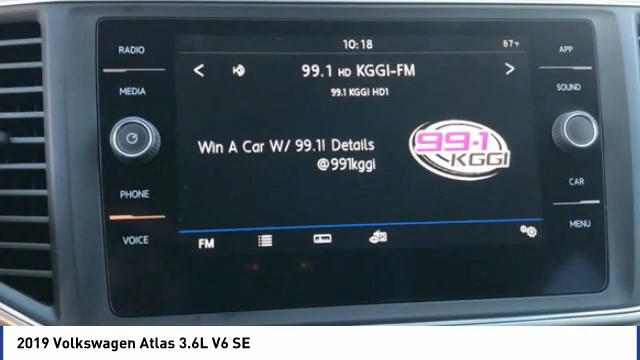 RADIO
MEDIA
PHONE
VOICE
10:18
87°F
99.1 HD KGGI-FM
99.1 KGGI HD1
Win A Car W/ 99.1! Details
@991kggi
99.1
KGGI
FM
APP
SOUND
CAR
MENU
2019 Volkswagen Atlas 3.6L V6 SE